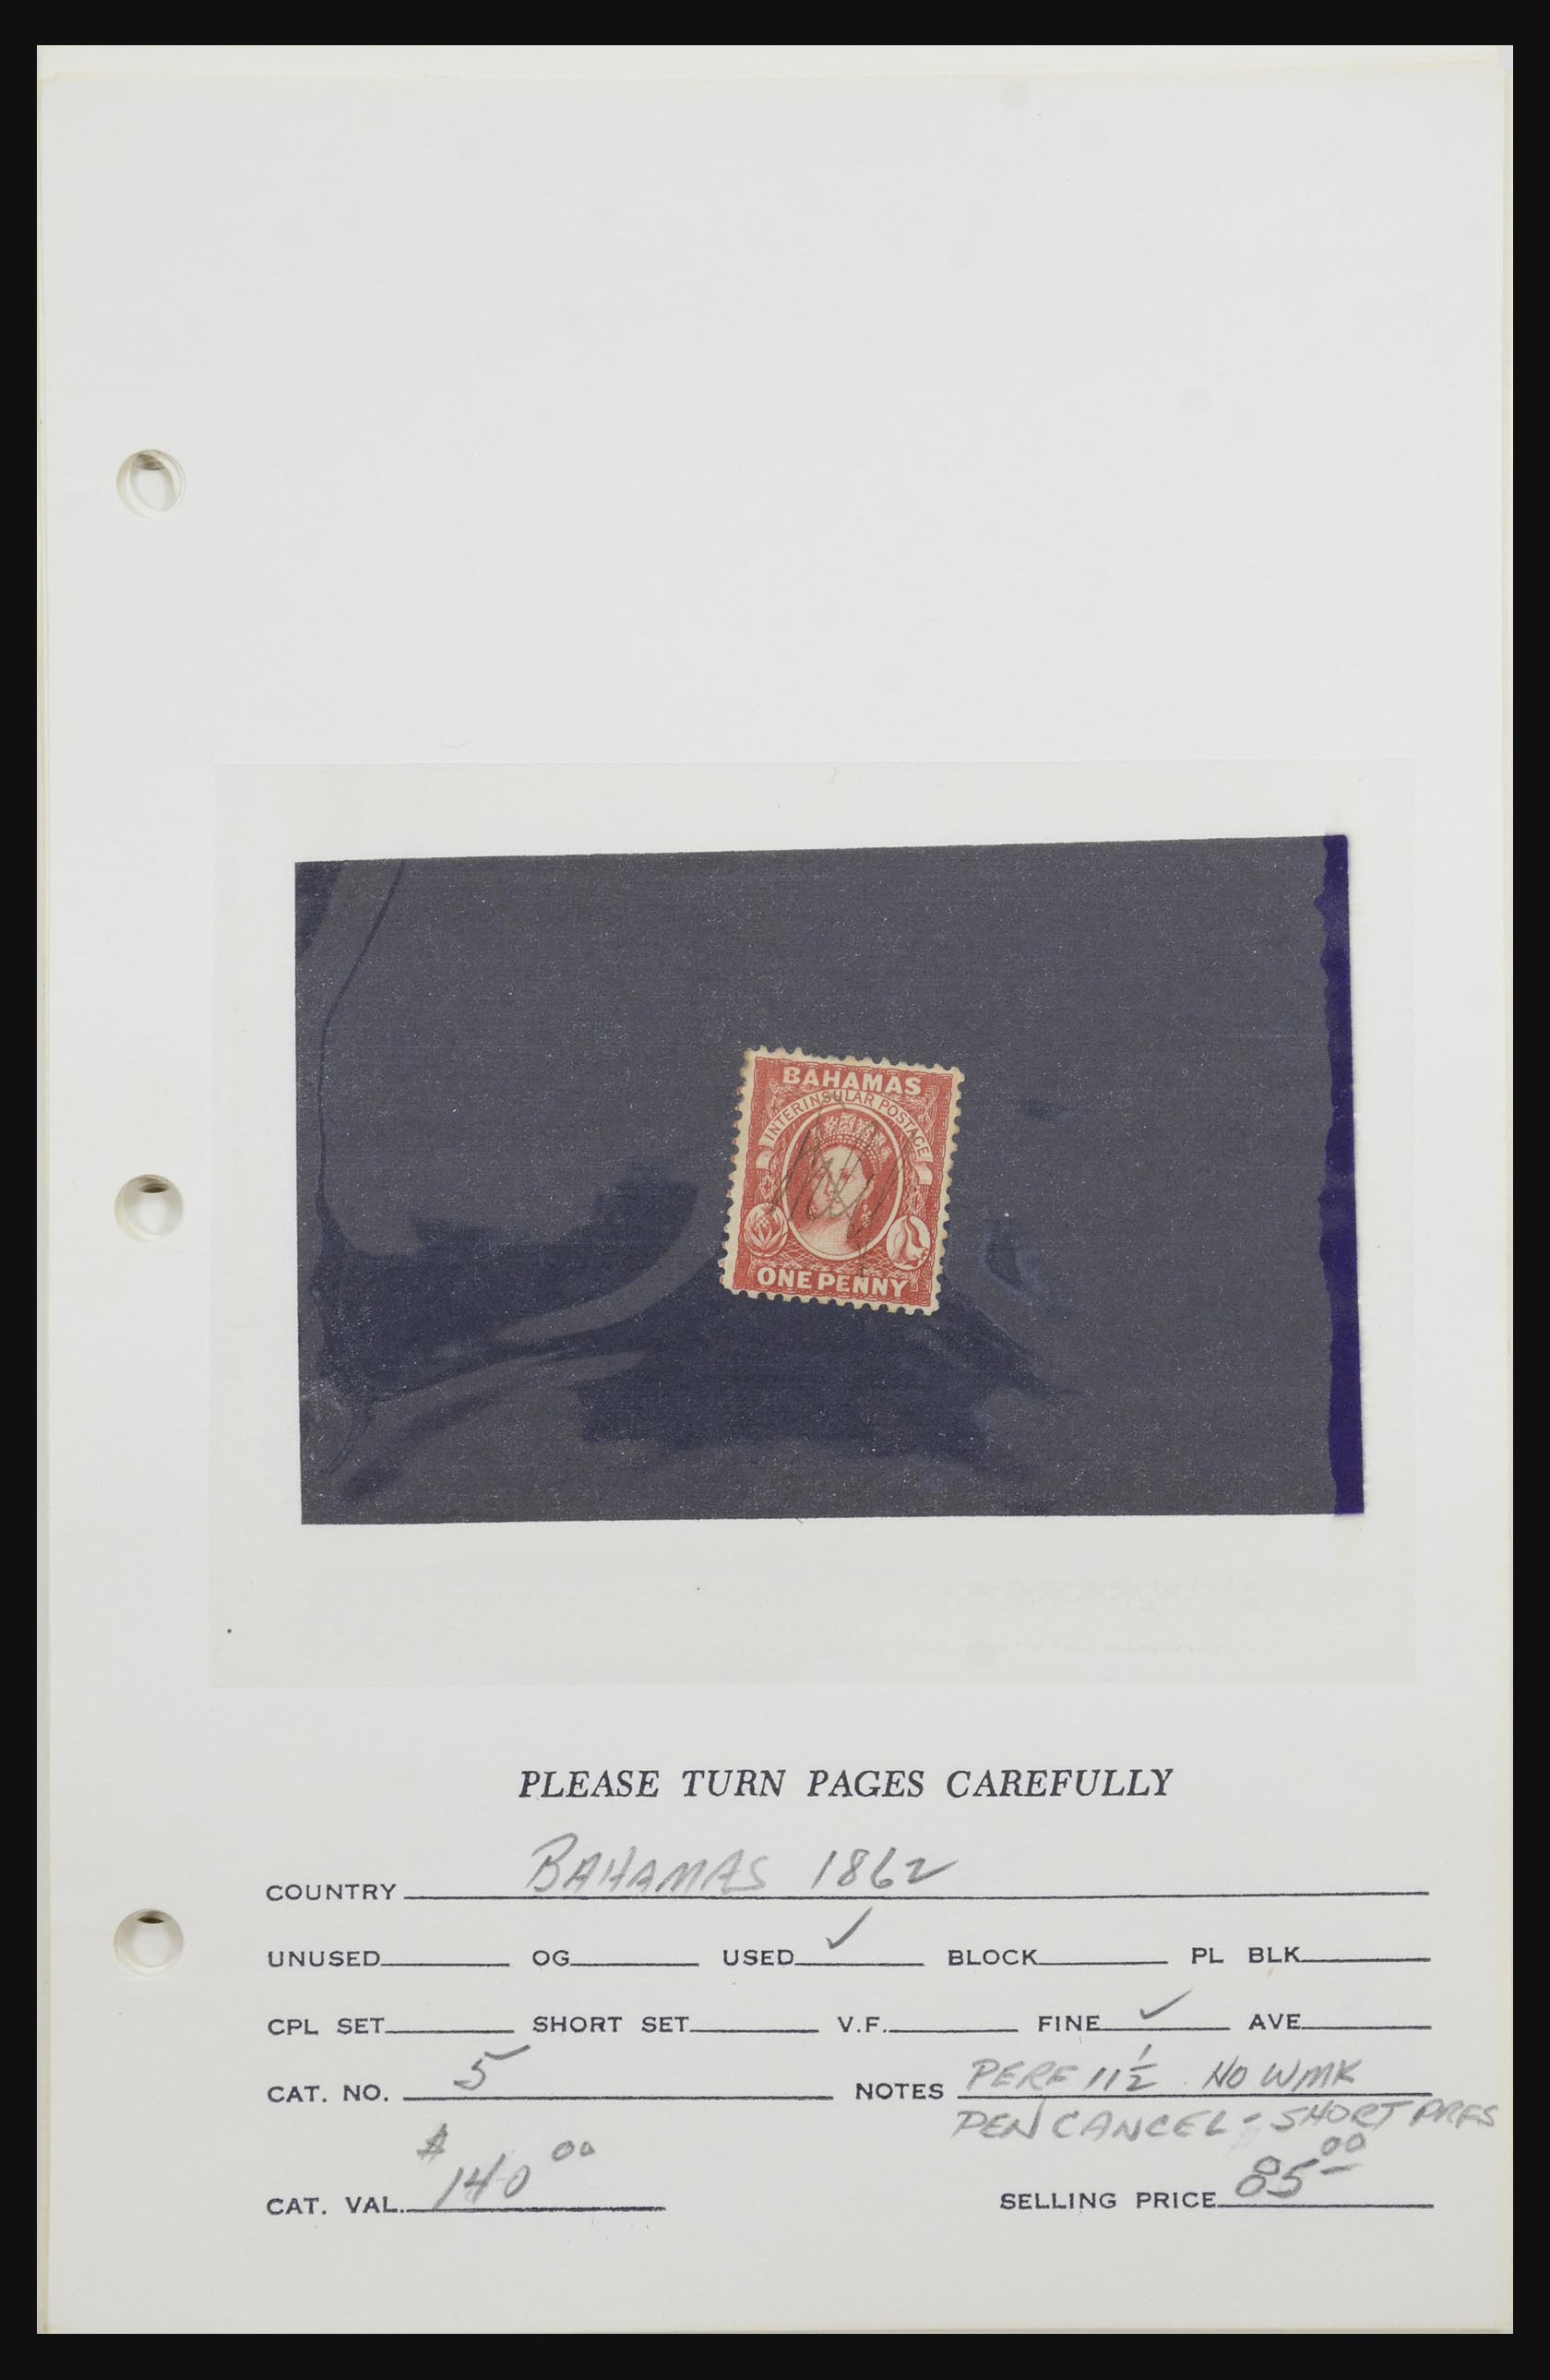 BAHAMAS
INTERINSULAR POSTAGE
ONE PENNY
PLEASE TURN PAGES CAREFULLY
COUNTRY BAHAMAS 1862
UNUSED OG USED ✓ BLOCK PL BLK
CPL SET SHORT SET V.F. FINE ✓ AVE
CAT. NO. 5 NOTES PERF 11½ NO WMK
PEN CANCEL - SHORT PRFS
CAT. VAL. $140 00 SELLING PRICE 85 00